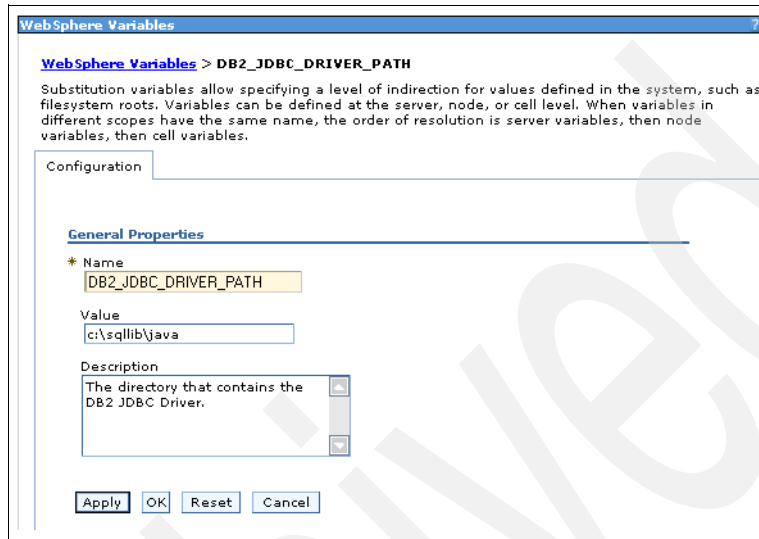 WebSphere Variables ?
WebSphere Variables > DB2_JDBC_DRIVER_PATH
Substitution variables allow specifying a level of indirection for values defined in the system, such as
filesystem roots. Variables can be defined at the server, node, or cell level. When variables in
different scopes have the same name, the order of resolution is server variables, then node
variables, then cell variables.
Configuration
General Properties
* Name
DB2_JDBC_DRIVER_PATH
Value
c:\sqllib\java
Description
The directory that contains the
DB2 JDBC Driver.
Apply OK Reset Cancel